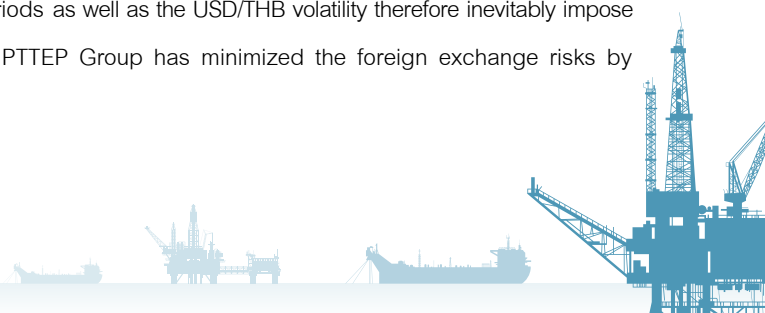 riods as well as the USD/THB volatility therefore inevitably impose
PTTEP Group has minimized the foreign exchange risks by